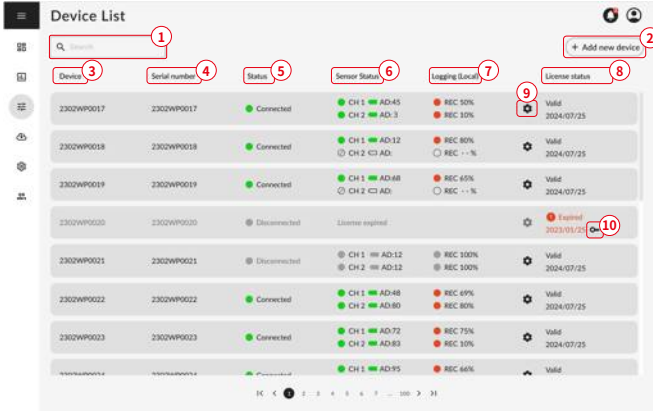 Device List
1
2
Search
+ Add new device
3
4
5
6
7
8
Device
Serial number
Status
Sensor Status
Logging (Local)
License status
9
2302WP0017
2302WP0017
Connected
CH 1 AD:45
CH 2 AD: 3
REC 50%
REC 10%
Valid
2024/07/25
2302WP0018
2302WP0018
Connected
CH 1 AD:12
CH 2 AD:
REC 80%
REC - - %
Valid
2024/07/25
2302WP0019
2302WP0019
Connected
CH 1 AD:68
CH 2 AD:
REC 65%
REC - - %
Valid
2024/07/25
2302WP0020
2302WP0020
Disconnected
License expired
Expired
2023/01/25
10
2302WP0021
2302WP0021
Disconnected
CH 1 AD:12
CH 2 AD:12
REC 100%
REC 100%
Valid
2024/07/25
2302WP0022
2302WP0022
Connected
CH 1 AD:48
CH 2 AD:80
REC 69%
REC 80%
Valid
2024/07/25
2302WP0023
2302WP0023
Connected
CH 1 AD:72
CH 2 AD:83
REC 75%
REC 10%
Valid
2024/07/25
2302WP0024
2302WP0024
Connected
CH 1 AD:95
REC 66%
Valid
1 2 3 4 5 6 7 ... 100